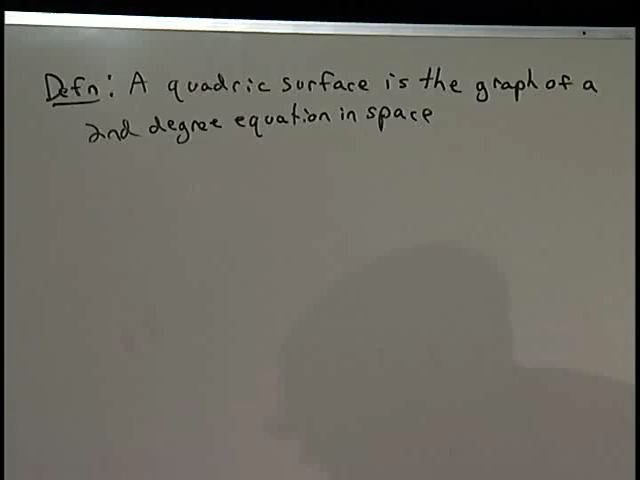 Defn: A quadric surface is the graph of a
2nd degree equation in space